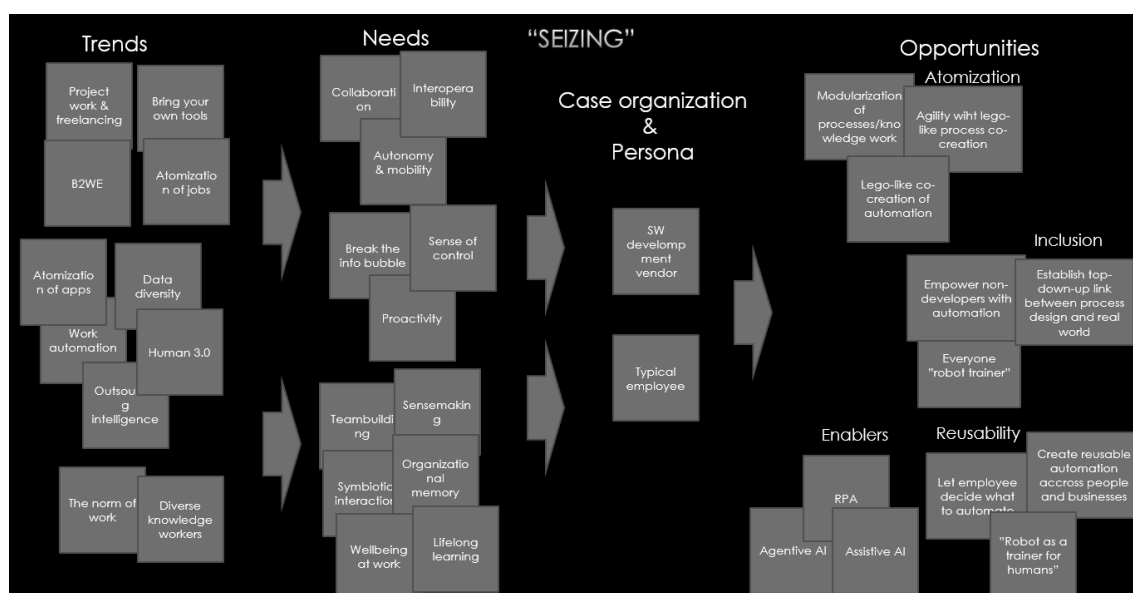 Trends
Project
work &
freelancing
Bring your
own tools
B2WE
Atomizatio
n of jobs
Atomizatio
n of apps
Data
diversity
Work
automation
Human 3.0
Outsou
g
intelligence
The norm of
work
Diverse
knowledge
workers
Needs
Collaborati
on
Interopera
bility
Autonomy
& mobility
Break the
info bubble
Sense of
control
Proactivity
Teambuildi
ng
Sensemakin
g
Symbiotic
interaction
Organizatio
nal
memory
Wellbeing
at work
Lifelong
learning
"SEIZING"
Case organization
&
Persona
SW
develomp
ment
vendor
Typical
employee
Opportunities
Atomization
Modularization
of
processes/kno
wledge work
Agility wiht lego-
like process co-
creation
Lego-like co-
creation of
automation
Inclusion
Empower non-
developers with
automation
Establish top-
down-up link
between process
design and real
world
Everyone
"robot trainer"
Enablers
RPA
Agentive AI
Assistive AI
Reusability
Let employee
decide what
to automate
Create reusable
automation
accross people
and businesses
"Robot as a
trainer for
humans"